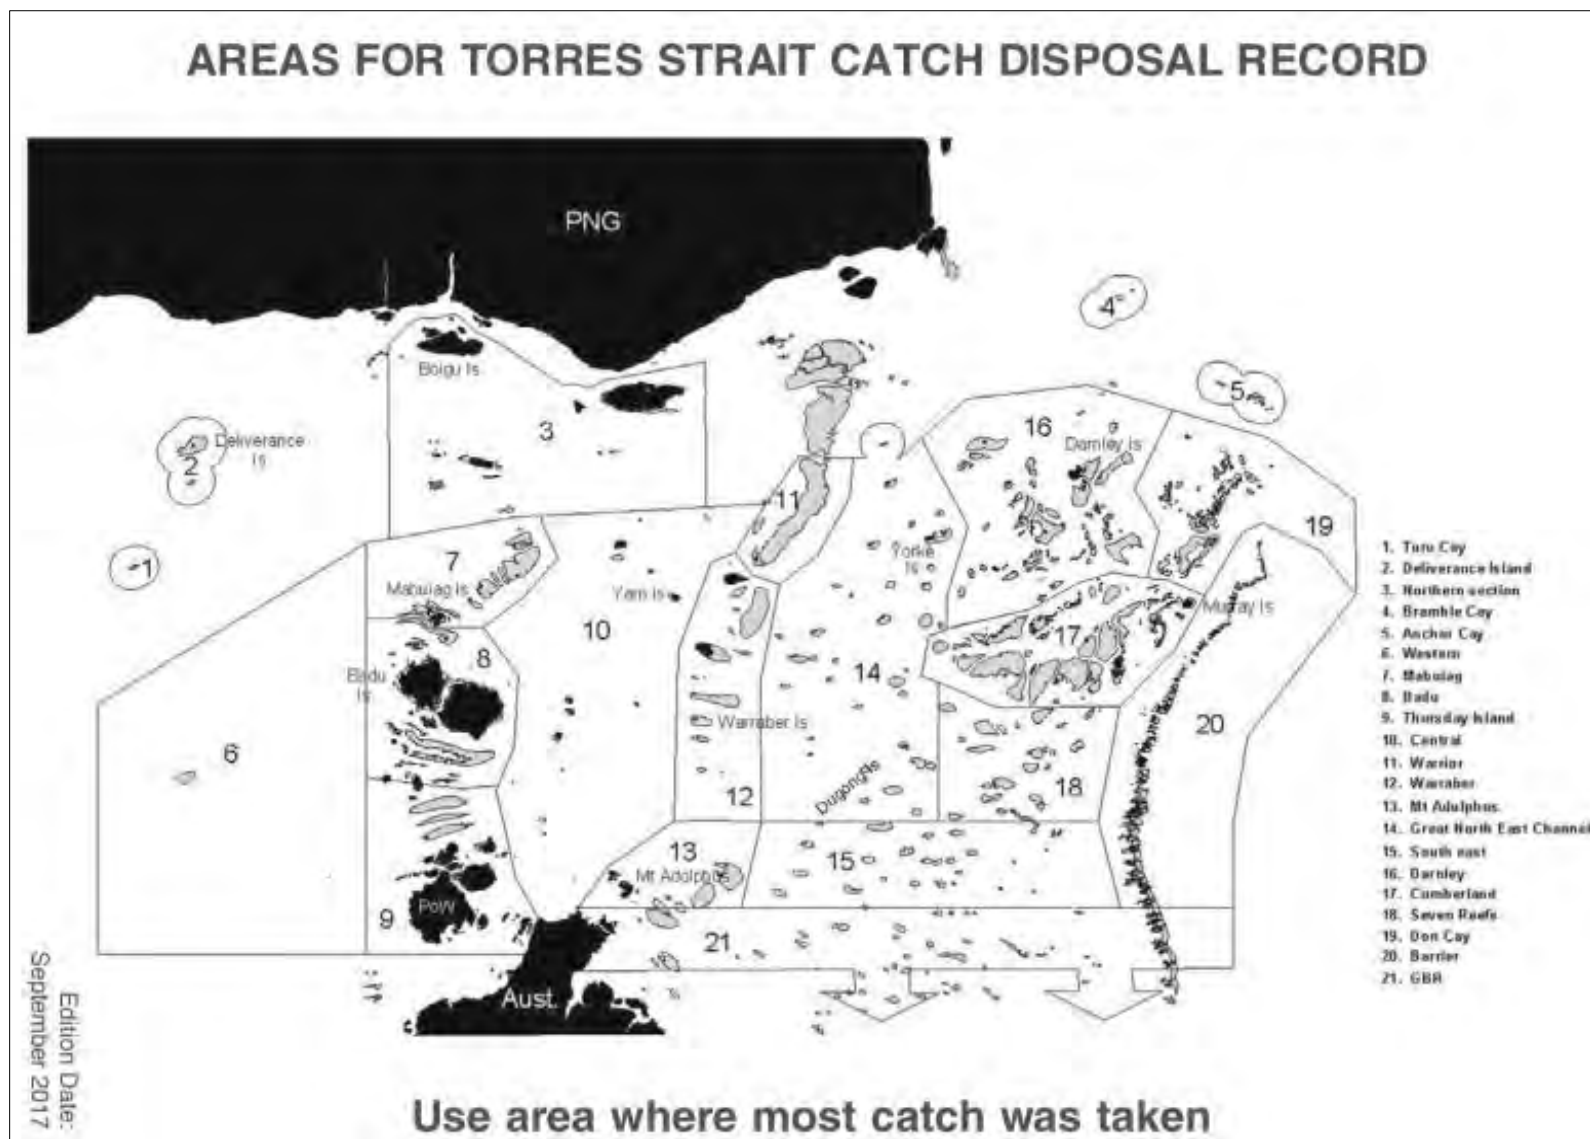 AREAS FOR TORRES STRAIT CATCH DISPOSAL RECORD
PNG
4
Boigu Is
5
3
16
Darnley Is
Deliverance
Is
2
11
19
1
7
Yorke
Is
Mabuiag Is
Yam Is
Murray Is
10
17
8
14
Badu
Is
20
Warraber Is
6
Dugong Is
12
18
13
15
Mt Adolphus
PoW
9
21
Aust.
1. Turu Cay
2. Deliverance Island
3. Northern section
4. Bramble Cay
5. Anchor Cay
6. Western
7. Mabuiag
8. Badu
9. Thursday Island
10. Central
11. Warrior
12. Warraber
13. Mt Adolphus
14. Great North East Channel
15. South east
16. Darnley
17. Cumberland
18. Seven Reefs
19. Don Cay
20. Barrier
21. GBR
Edition Date:
September 2017
Use area where most catch was taken